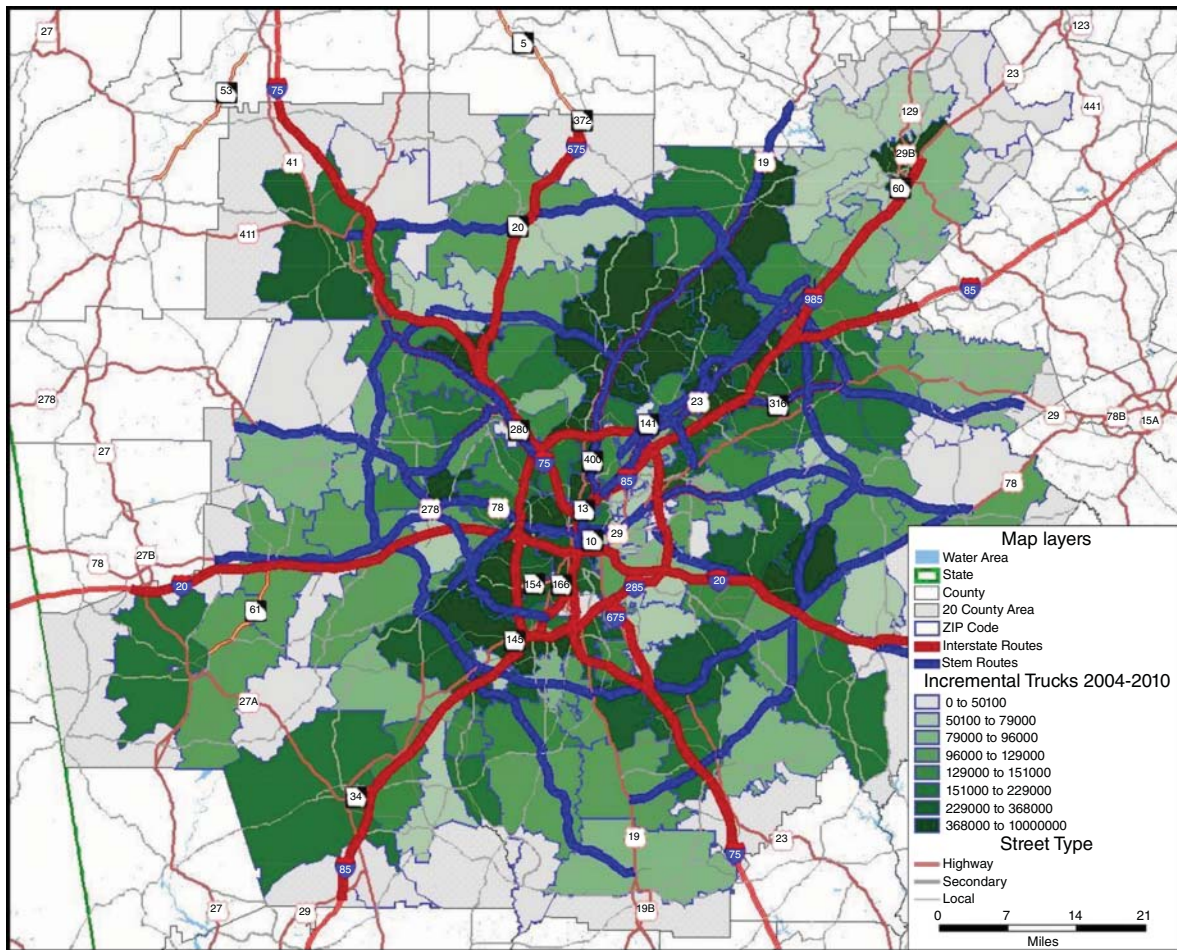 27
5
123
53
75
23
372
129
441
41
575
19
29B
60
20
411
85
985
278
23
316
29
78B
15A
280
141
75
400
27
85
78
278
78
13
29
10
27B
78
20
154
166
285
20
61
675
145
27A
34
19
23
75
85
27
29
19B
Map layers
Water Area
State
County
20 County Area
ZIP Code
Interstate Routes
Stem Routes
Incremental Trucks 2004-2010
0 to 50100
50100 to 79000
79000 to 96000
96000 to 129000
129000 to 151000
151000 to 229000
229000 to 368000
368000 to 10000000
Street Type
Highway
Secondary
Local
0 7 14 21
Miles